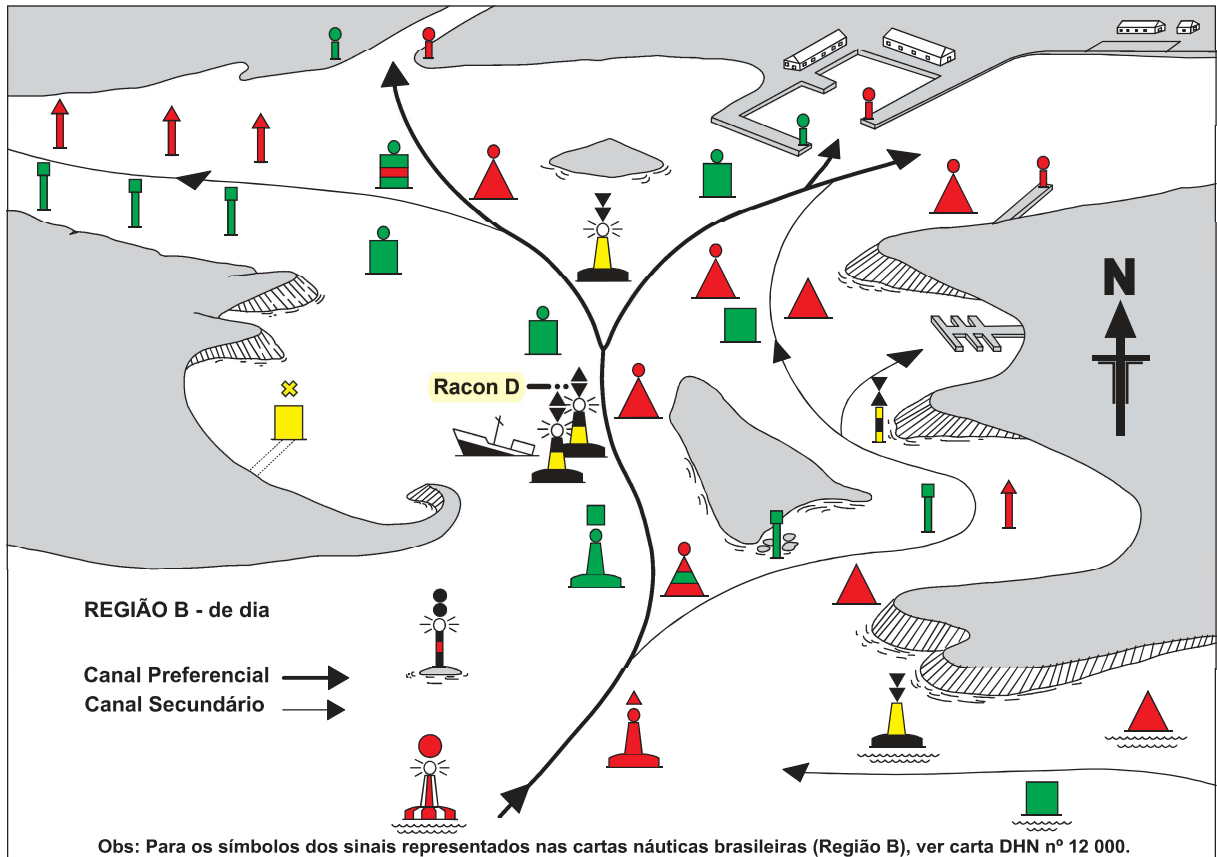 N
Racon D
REGIÃO B - de dia
Canal Preferencial
Canal Secundário
Obs: Para os símbolos dos sinais representados nas cartas náuticas brasileiras (Região B), ver carta DHN nº 12 000.